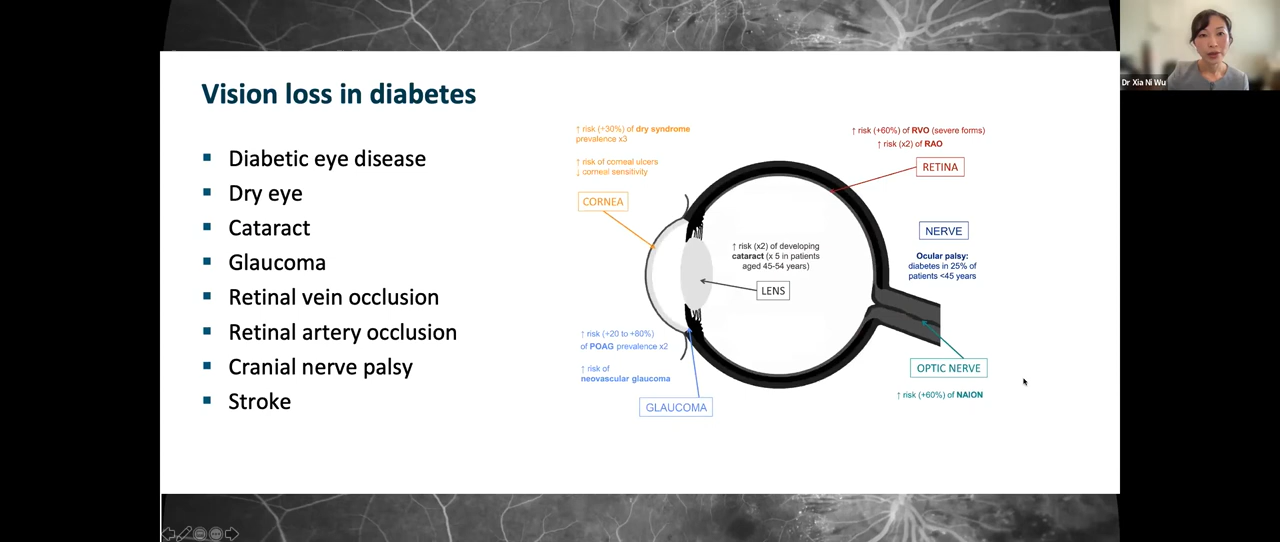 Vision loss in diabetes
Diabetic eye disease
Dry eye
Cataract
Glaucoma
Retinal vein occlusion
Retinal artery occlusion
Cranial nerve palsy
Stroke
↑ risk (+30%) of dry syndrome
prevalence x3
↑ risk of corneal ulcers
↓ corneal sensitivity
CORNEA
↑ risk (+60%) of RVO (severe forms)
↑ risk (x2) of RAO
RETINA
NERVE
Ocular palsy:
diabetes in 25% of
patients <45 years
↑ risk (x2) of developing
cataract (x 5 in patients
aged 45-54 years)
LENS
↑ risk (+20 to +80%)
of POAG prevalence x2
↑ risk of
neovascular glaucoma
GLAUCOMA
OPTIC NERVE
↑ risk (+60%) of NAION
Dr Xia Ni Wu